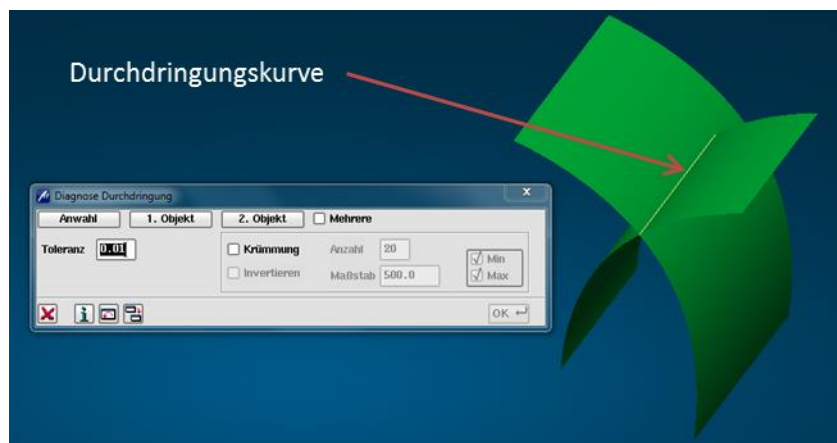 Durchdringungskurve
Diagnose Durchdringung
Anwahl 1. Objekt 2. Objekt Mehrere
Toleranz 0.01 Krümmung Anzahl 20 Min
Invertieren Maßstab 500.0 Max
OK